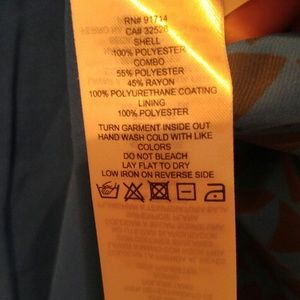 RN# 91714
CA# 32526
SHELL
100% POLYESTER
COMBO
55% POLYESTER
45% RAYON
100% POLYURETHANE COATING
LINING
100% POLYESTER
TURN GARMENT INSIDE OUT
HAND WASH COLD WITH LIKE
COLORS
DO NOT BLEACH
LAY FLAT TO DRY
LOW IRON ON REVERSE SIDE